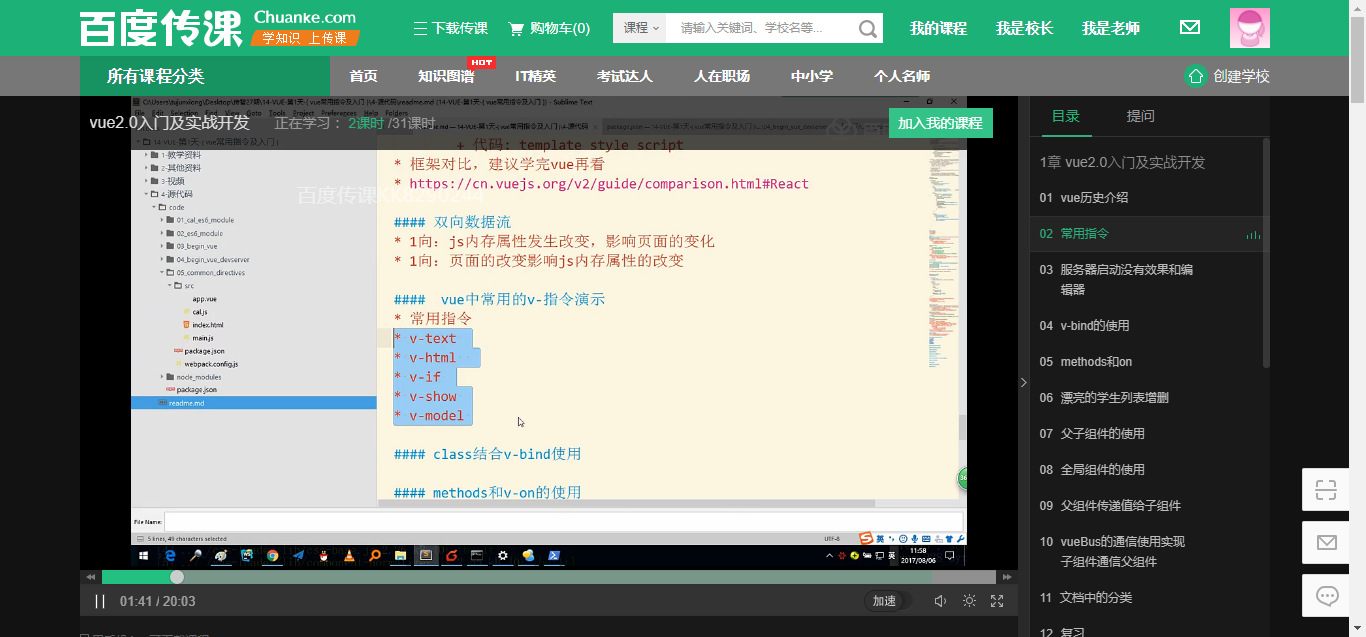 百度传课 Chuanke.com
学知识 上传课
下载传课 购物车(0) 课程 请输入关键词、学校名等... 我的课程 我是校长 我是老师
HOT
所有课程分类 首页 知识图谱 IT精英 考试达人 人在职场 中小学 个人名师 创建学校
vue2.0入门及实战开发 正在学习： 2课时 /31课时 加入我的课程
目录 提问
+ 代码: template style script
* 框架对比，建议学完vue再看
* https://cn.vuejs.org/v2/guide/comparison.html#React
#### 双向数据流
* 1向：js内存属性发生改变，影响页面的变化
* 1向：页面的改变影响js内存属性的改变
#### vue中常用的v-指令演示
* 常用指令
* v-text
* v-html
* v-if
* v-show
* v-model
#### class结合v-bind使用
#### methods和v-on的使用
1-教学资料
2-其他资料
3-视频
4-源代码
code
01_cal_es6_module
02_es6_module
03_begin_vue
04_begin_vue_devserver
05_common_directives
src
app.vue
cal.js
index.html
main.js
package.json
webpack.config.js
node_modules
package.json
readme.md
File Name:
5 lines, 49 characters selected
UTF-8
英
英
11:58
2017/08/06
01:41 / 20:03 加速
1章 vue2.0入门及实战开发
01 vue历史介绍
02 常用指令
03 服务器启动没有效果和编
辑器
04 v-bind的使用
05 methods和on
06 漂亮的学生列表增删
07 父子组件的使用
08 全局组件的使用
09 父组件传递值给子组件
10 vueBus的通信使用实现
子组件通信父组件
11 文档中的分类
12 复习